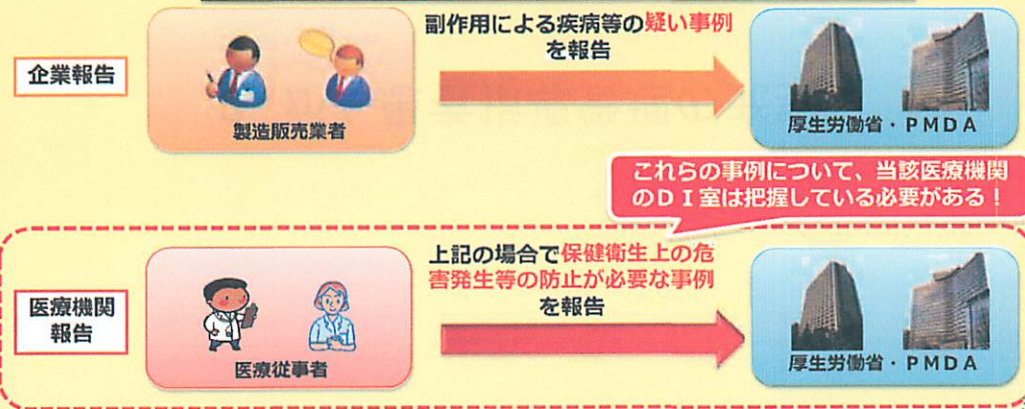 副作用による疾病等の疑い事例
を報告
企業報告
製造販売業者
厚生労働省・PMDA
これらの事例について、当該医療機関
のDI室は把握している必要がある！
上記の場合で保健衛生上の危
害発生等の防止が必要な事例
を報告
医療機関
報告
医療従事者
厚生労働省・PMDA